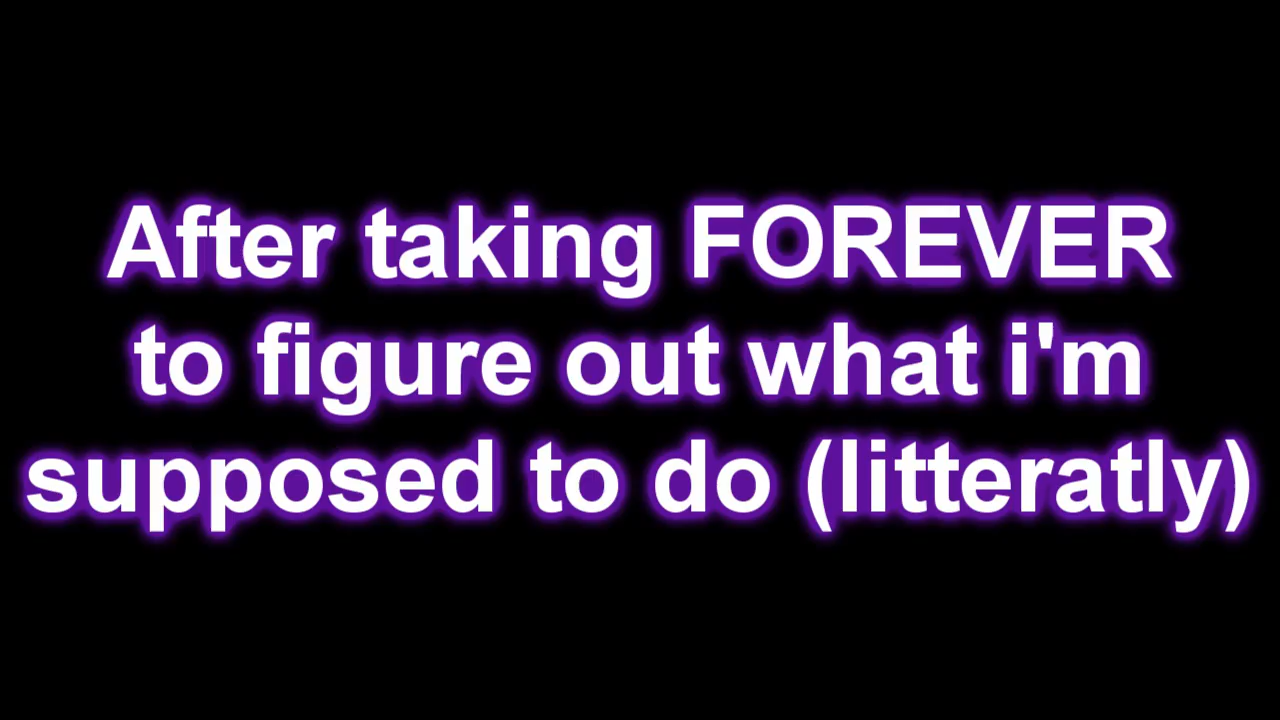 After taking FOREVER
to figure out what i'm
supposed to do (litteratly)